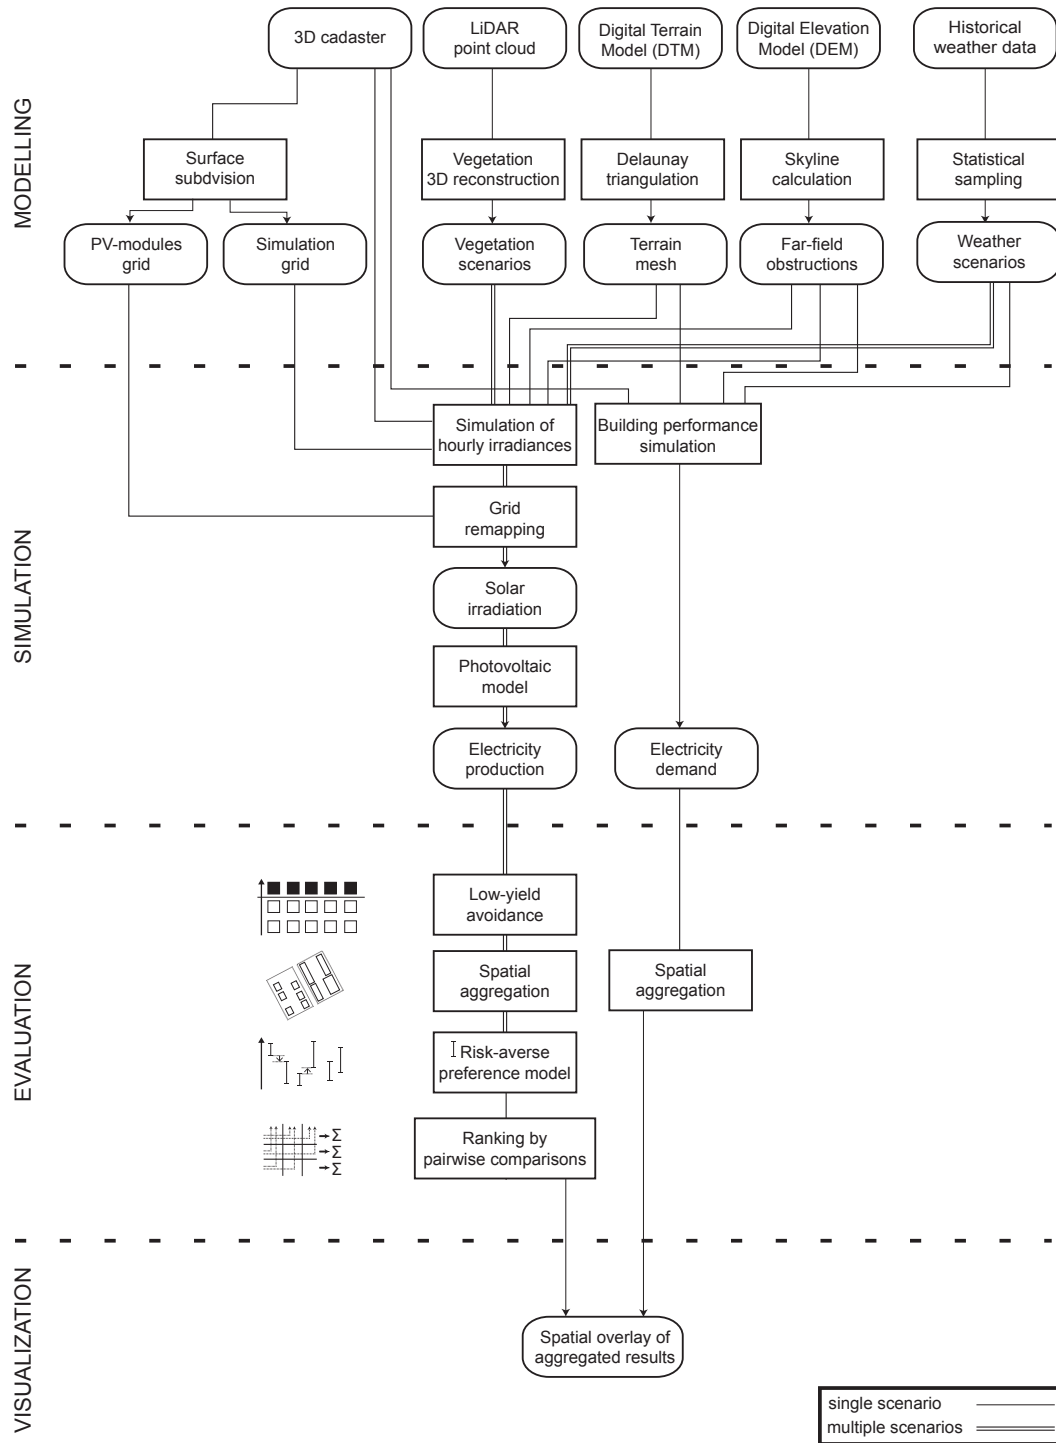 3D cadaster
LiDAR
point cloud
Digital Terrain
Model (DTM)
Digital Elevation
Model (DEM)
Historical
weather data
MODELLING
Surface
subdvision
Vegetation
3D reconstruction
Delaunay
triangulation
Skyline
calculation
Statistical
sampling
PV-modules
grid
Simulation
grid
Vegetation
scenarios
Terrain
mesh
Far-field
obstructions
Weather
scenarios
SIMULATION
Simulation of
hourly irradiances
Building performance
simulation
Grid
remapping
Solar
irradiation
Photovoltaic
model
Electricity
production
Electricity
demand
EVALUATION
Low-yield
avoidance
Spatial
aggregation
Spatial
aggregation
Risk-averse
preference model
Σ
Σ
Σ
Ranking by
pairwise comparisons
VISUALIZATION
Spatial overlay of
aggregated results
single scenario
multiple scenarios